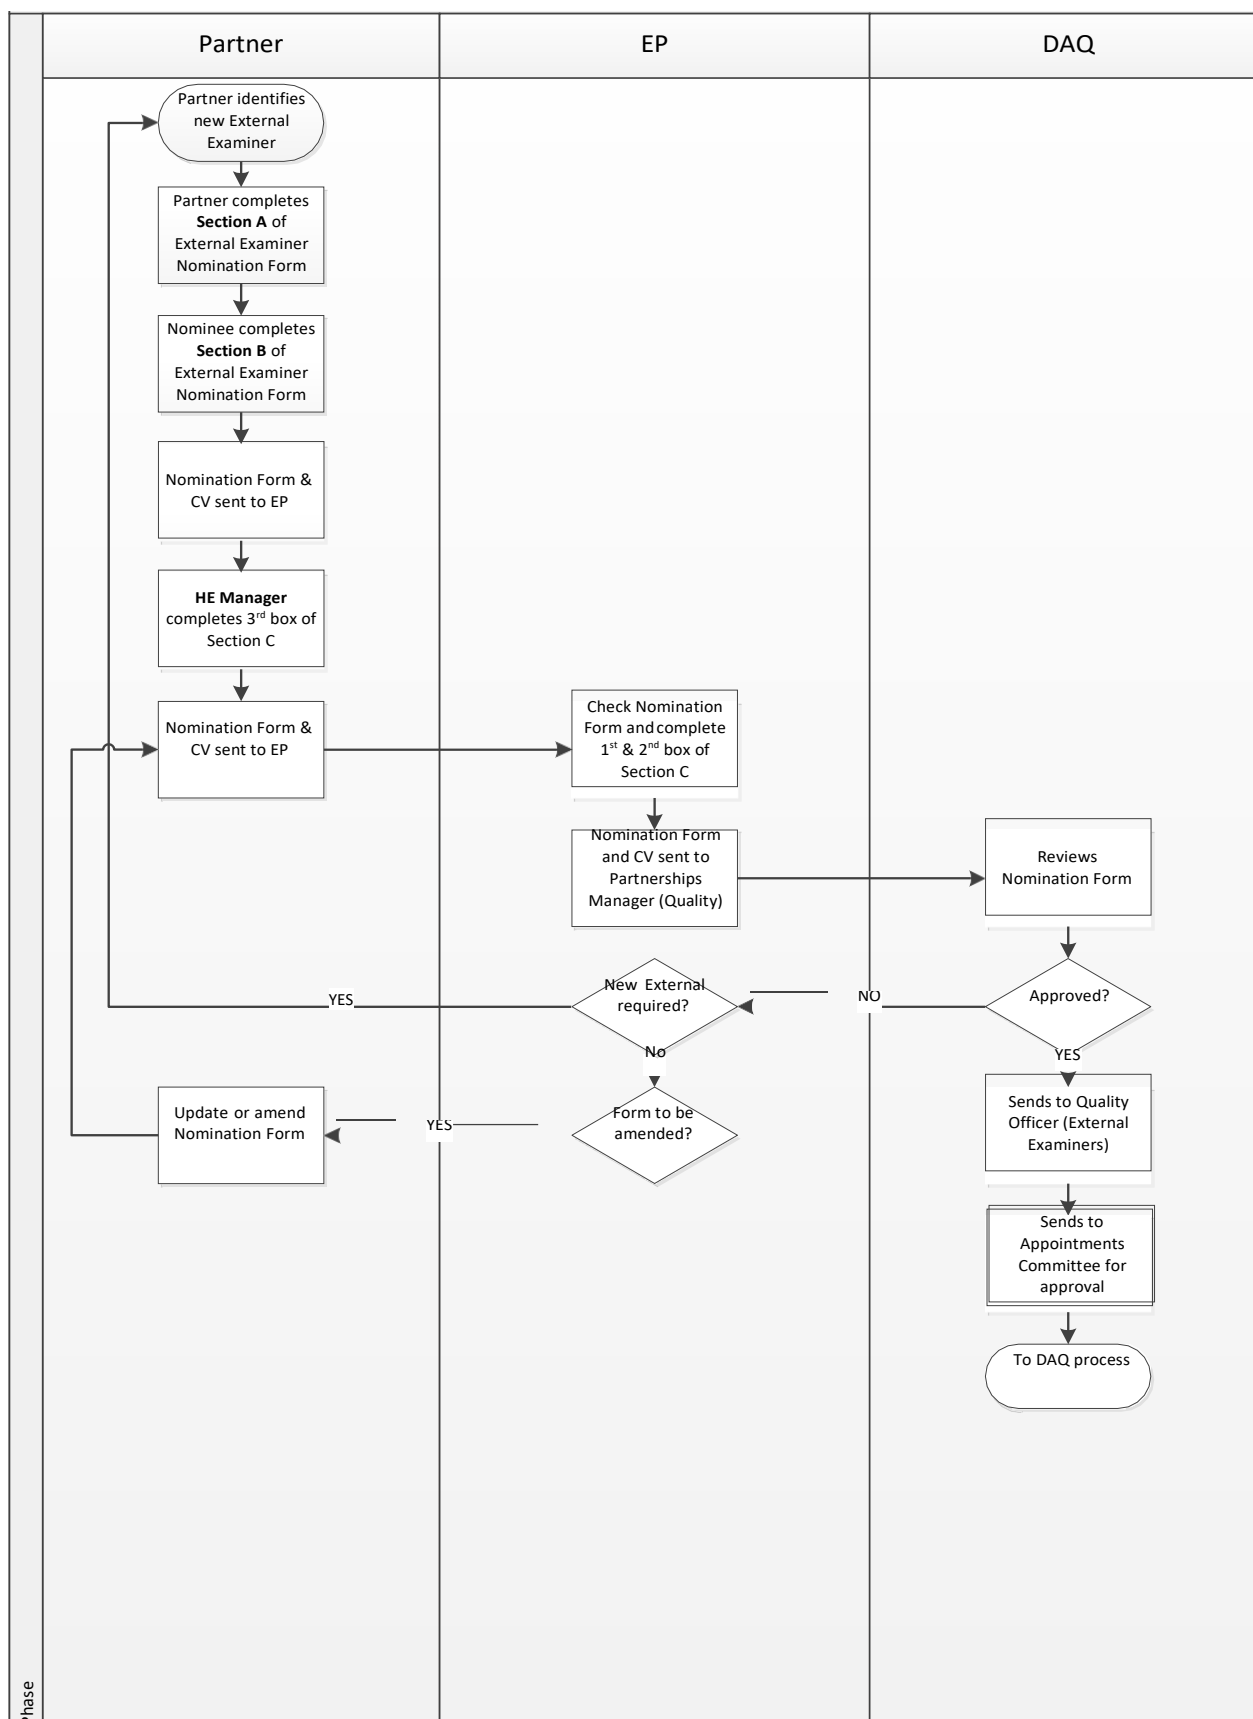 Partner
EP
DAQ
Partner identifies
new External
Examiner
Partner completes
Section A of
External Examiner
Nomination Form
Nominee completes
Section B of
External Examiner
Nomination Form
Nomination Form &
CV sent to EP
HE Manager
completes 3rd box of
Section C
Nomination Form &
CV sent to EP
Check Nomination
Form and complete
1st & 2nd box of
Section C
Nomination Form
and CV sent to
Partnerships
Manager (Quality)
Reviews
Nomination Form
Approved?
NO
New External
required?
YES
No
YES
Form to be
amended?
YES
Update or amend
Nomination Form
Sends to Quality
Officer (External
Examiners)
Sends to
Appointments
Committee for
approval
To DAQ process
Phase